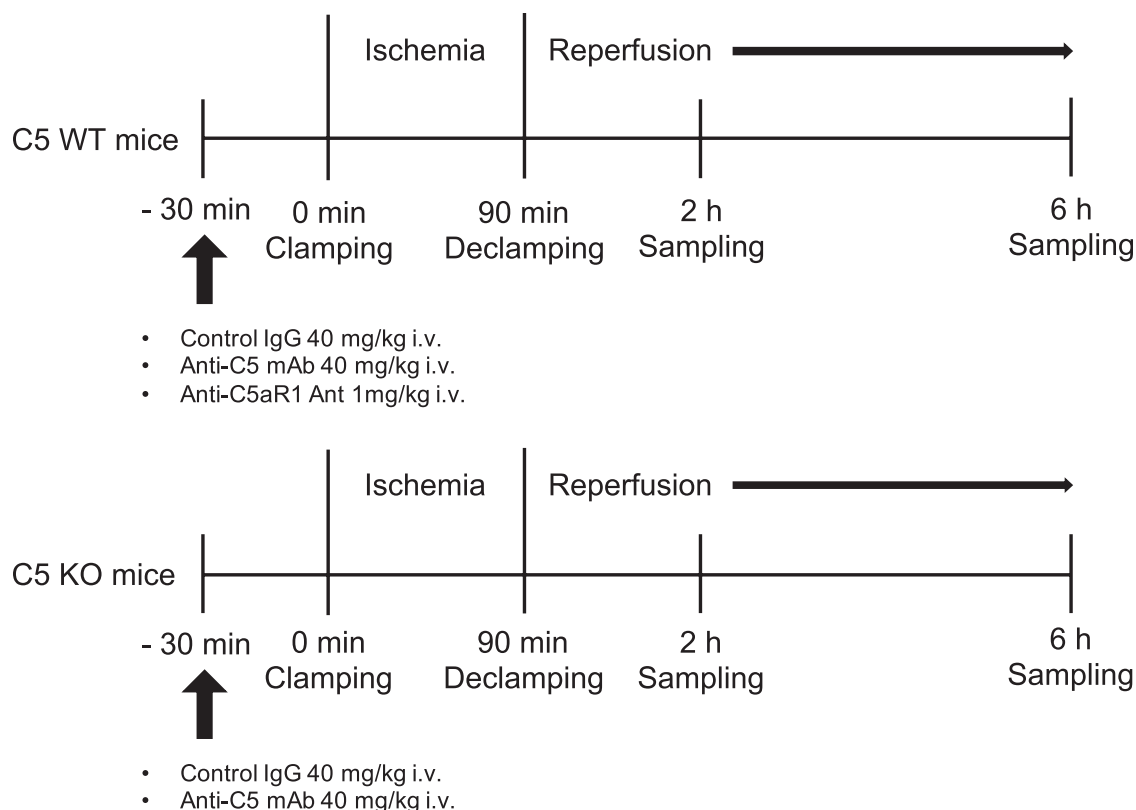 Ischemia Reperfusion
C5 WT mice
- 30 min 0 min 90 min 2 h 6 h
Clamping Declamping Sampling Sampling
• Control IgG 40 mg/kg i.v.
• Anti-C5 mAb 40 mg/kg i.v.
• Anti-C5aR1 Ant 1mg/kg i.v.
Ischemia Reperfusion
C5 KO mice
- 30 min 0 min 90 min 2 h 6 h
Clamping Declamping Sampling Sampling
• Control IgG 40 mg/kg i.v.
• Anti-C5 mAb 40 mg/kg i.v.